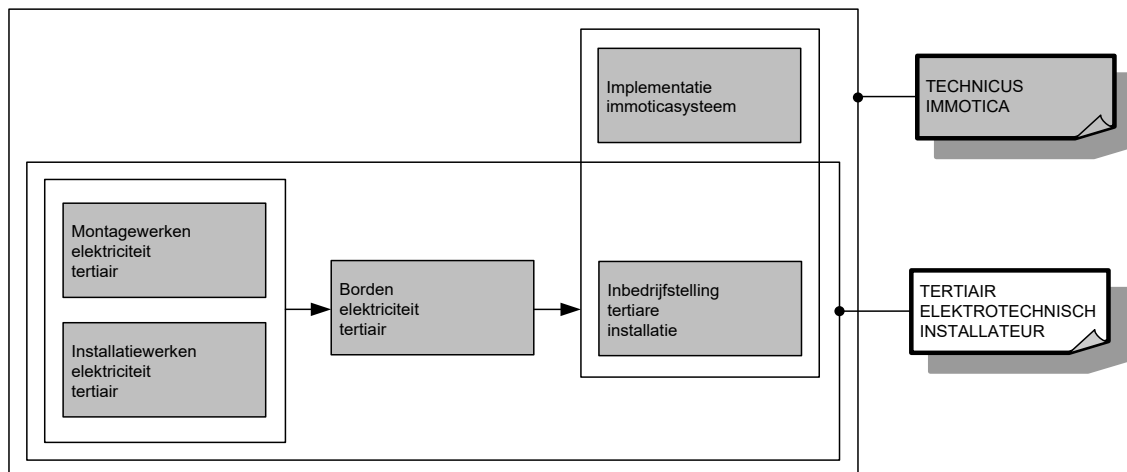 Implementatie
immoticasysteem
TECHNICUS
IMMOTICA
Montagewerken
elektriciteit
tertiair
Installatiewerken
elektriciteit
tertiair
Borden
elektriciteit
tertiair
Inbedrijfstelling
tertiare
installatie
TERTIAIR
ELEKTROTECHNISCH
INSTALLATEUR